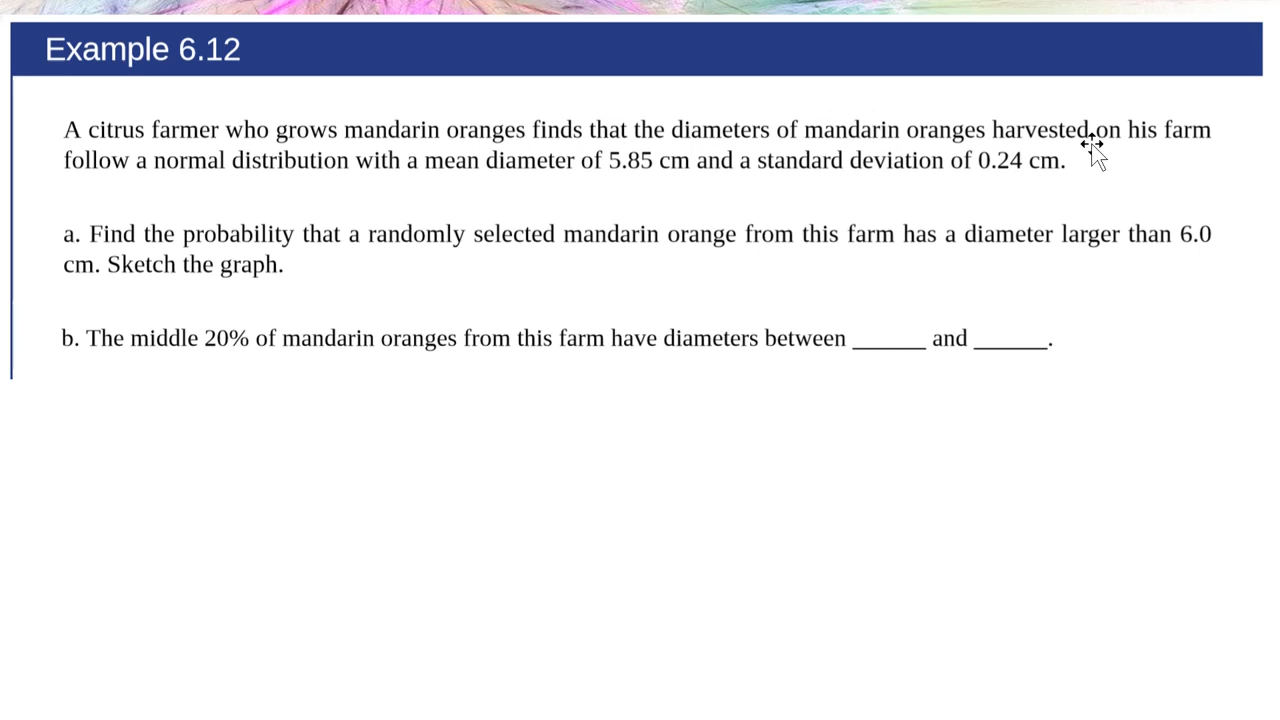 Example 6.12
A citrus farmer who grows mandarin oranges finds that the diameters of mandarin oranges harvested on his farm
follow a normal distribution with a mean diameter of 5.85 cm and a standard deviation of 0.24 cm.
a. Find the probability that a randomly selected mandarin orange from this farm has a diameter larger than 6.0
cm. Sketch the graph.
b. The middle 20% of mandarin oranges from this farm have diameters between ______ and ______.